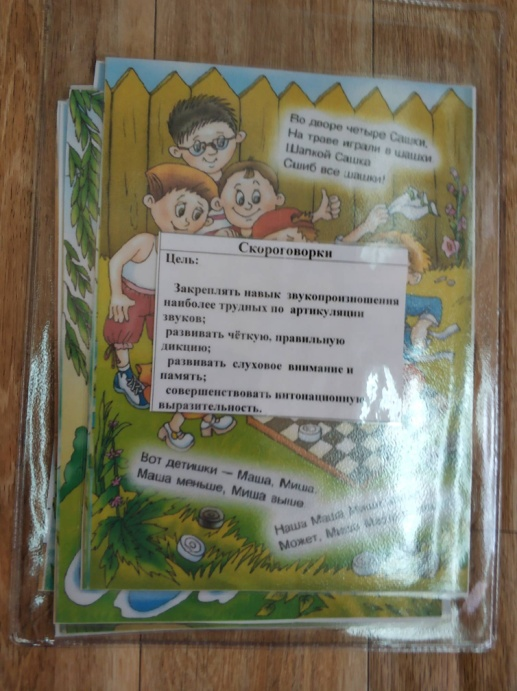 Во дворе четыре Сашки,
На траве играли в шашки.
Шапкой Сашка
Сшиб все шашки!
Скороговорки
Цель:
Закреплять навык звукопроизношения
наиболее трудных по артикуляции
звуков;
развивать чёткую, правильную
дикцию;
развивать слуховое внимание и
память;
совершенствовать интонационную
выразительность.
Вот детишки — Маша, Миша.
Маша меньше, Миша выше.
Наша Маша Миши
Может, Миша